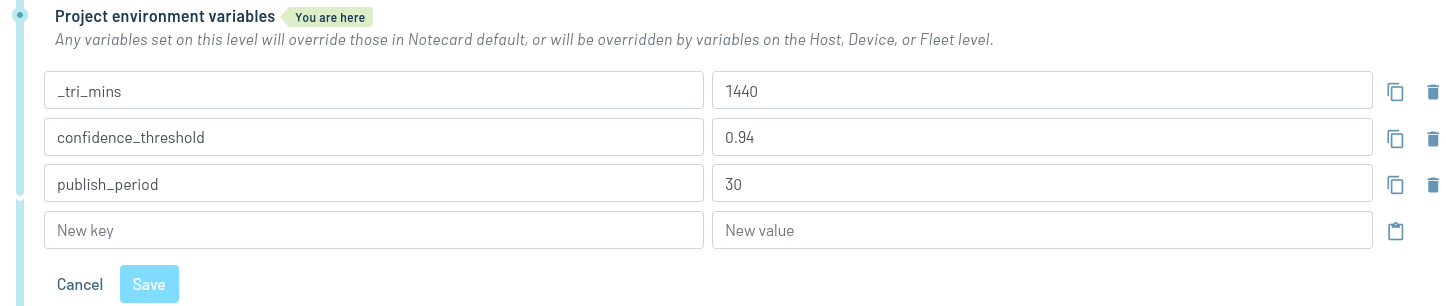 Project environment variables You are here
Any variables set on this level will override those in Notecard default, or will be overridden by variables on the Host, Device, or Fleet level.
_tri_mins 1440
confidence_threshold 0.94
publish_period 30
New key New value
Cancel Save